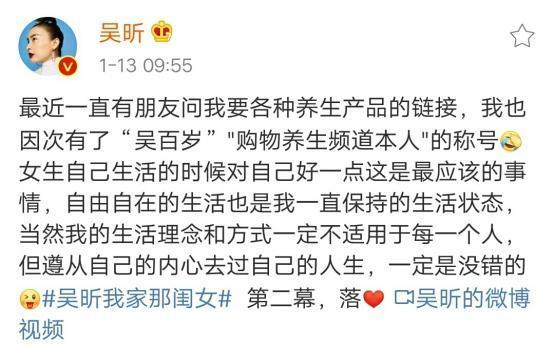 吴昕
1-13 09:55
最近一直有朋友问我要各种养生产品的链接，我也
因次有了“吴百岁”"购物养生频道本人"的称号🤣
女生自己生活的时候对自己好一点这是最应该的事
情，自由自在的生活也是我一直保持的生活状态，
当然我的生活理念和方式一定不适用于每一个人，
但遵从自己的内心去过自己的人生，一定是没错的
😜#吴昕我家那闺女# 第二幕，落❤️ 吴昕的微博
视频